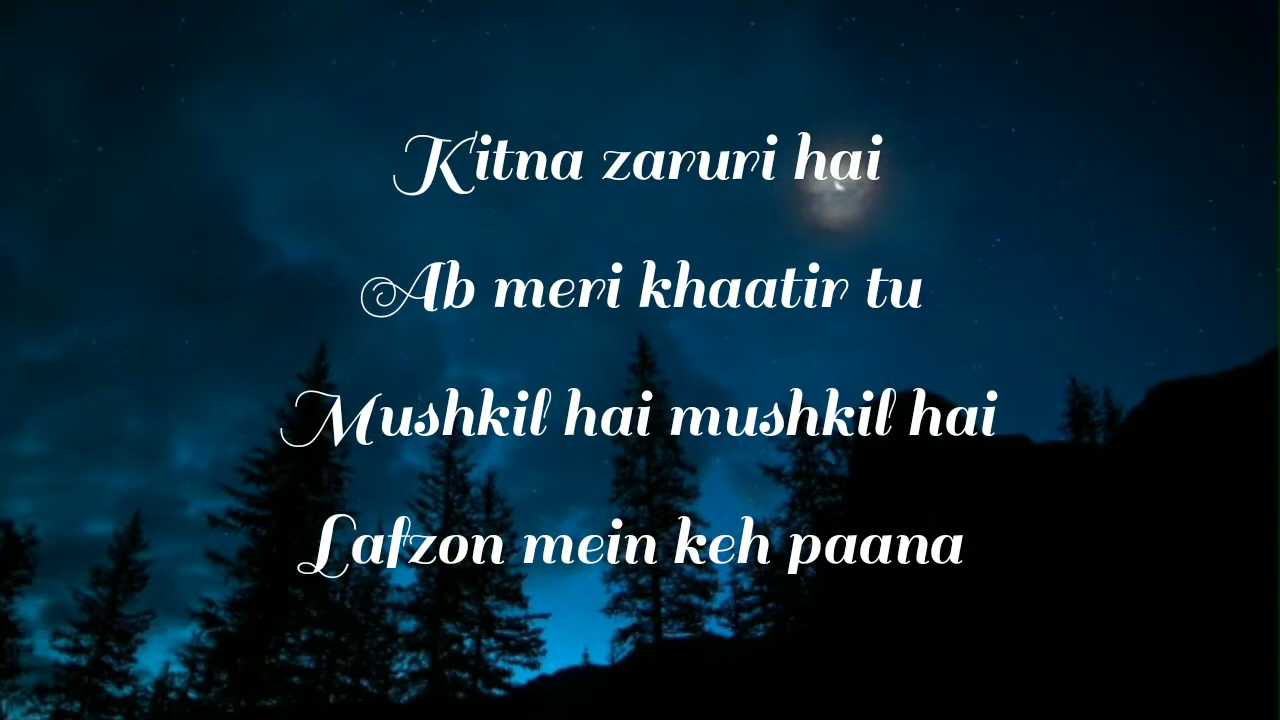 Kitna zaruri hai
Ab meri khaatir tu
Mushkil hai mushkil hai
Lafzon mein keh paana